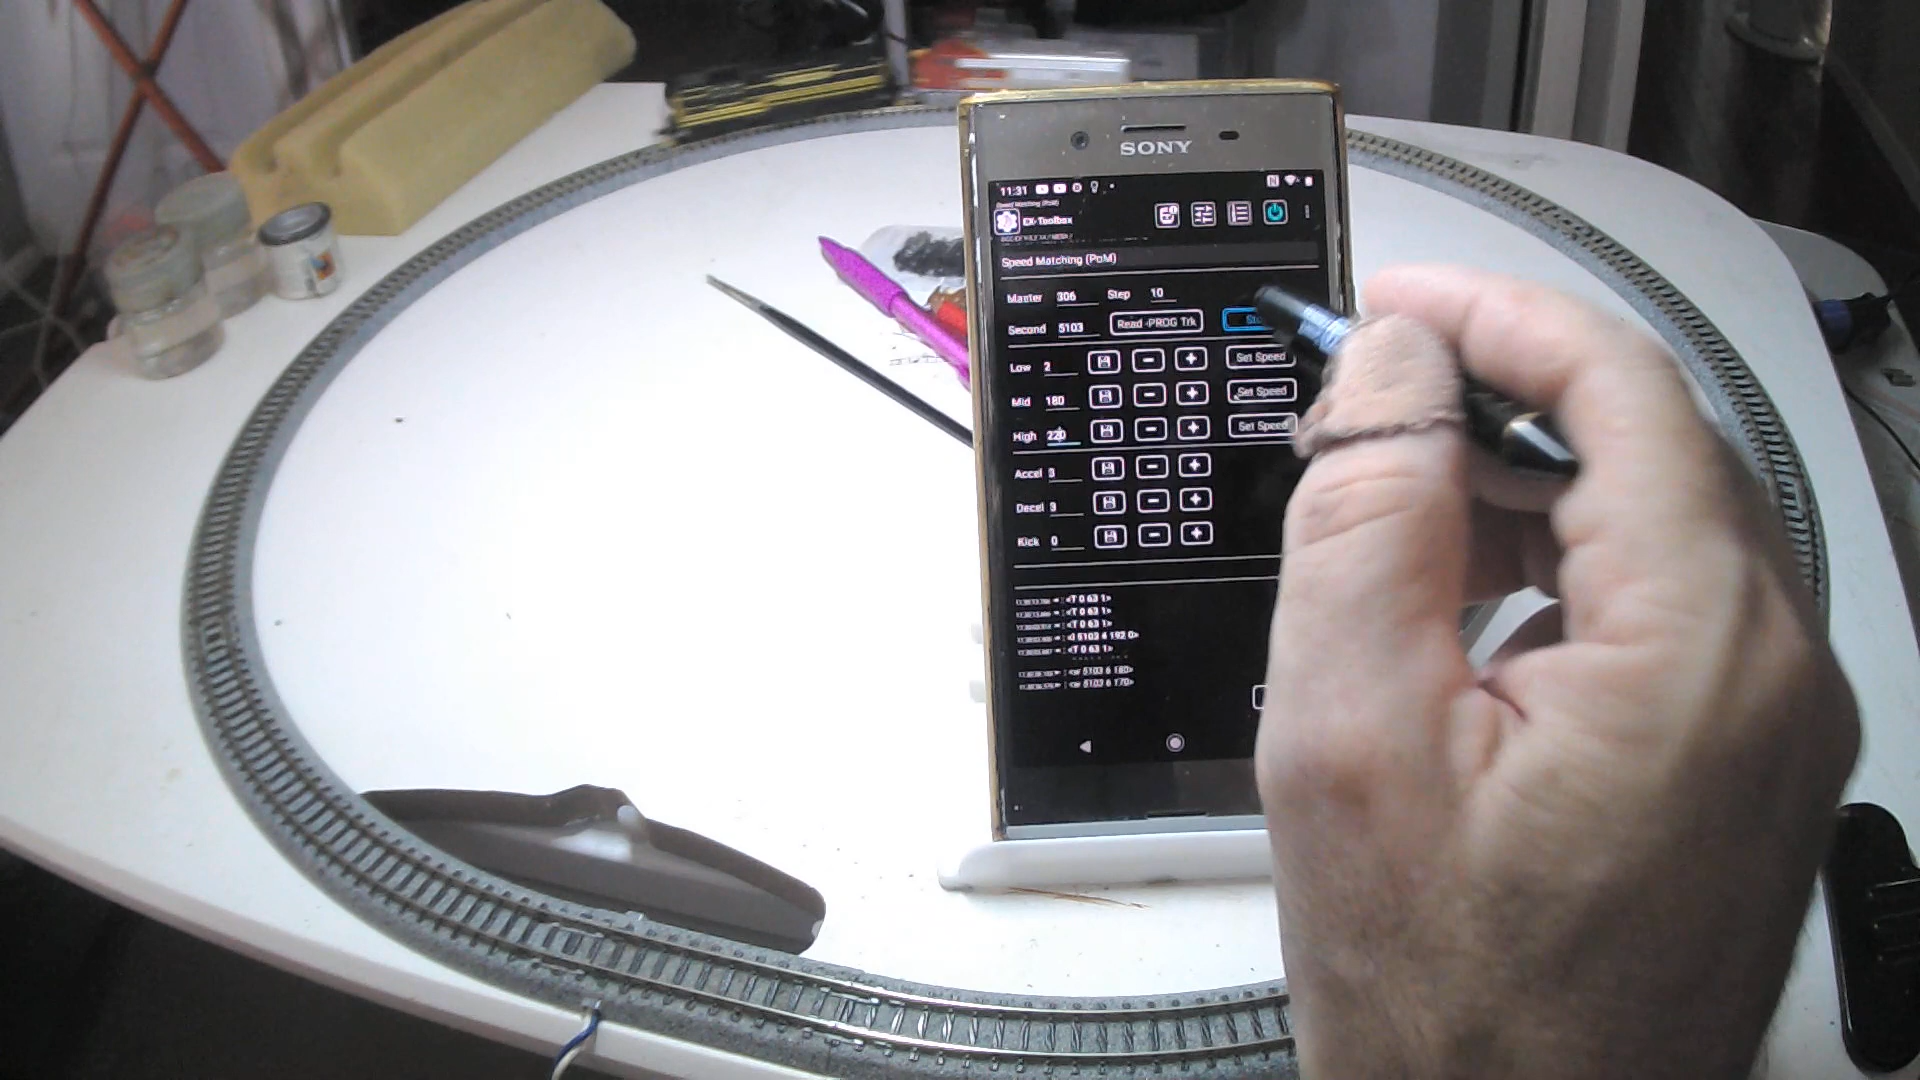 SONY
11:31
Speed Matching (PoM)
EX-Toolbox
Speed Matching (PoM)
Master 306 Step 10
Second 5103 Read -PROG Trk
Low 2 Set Speed
Mid 180 Set Speed
High 220 Set Speed
Accel 3
Decel 3
Kick 0
<T 0 63 1>
<T 0 63 1>
<T 0 63 1>
<l 5103 4 192 0>
<T 0 63 1>
<w 5103 6 180>
<w 5103 6 170>